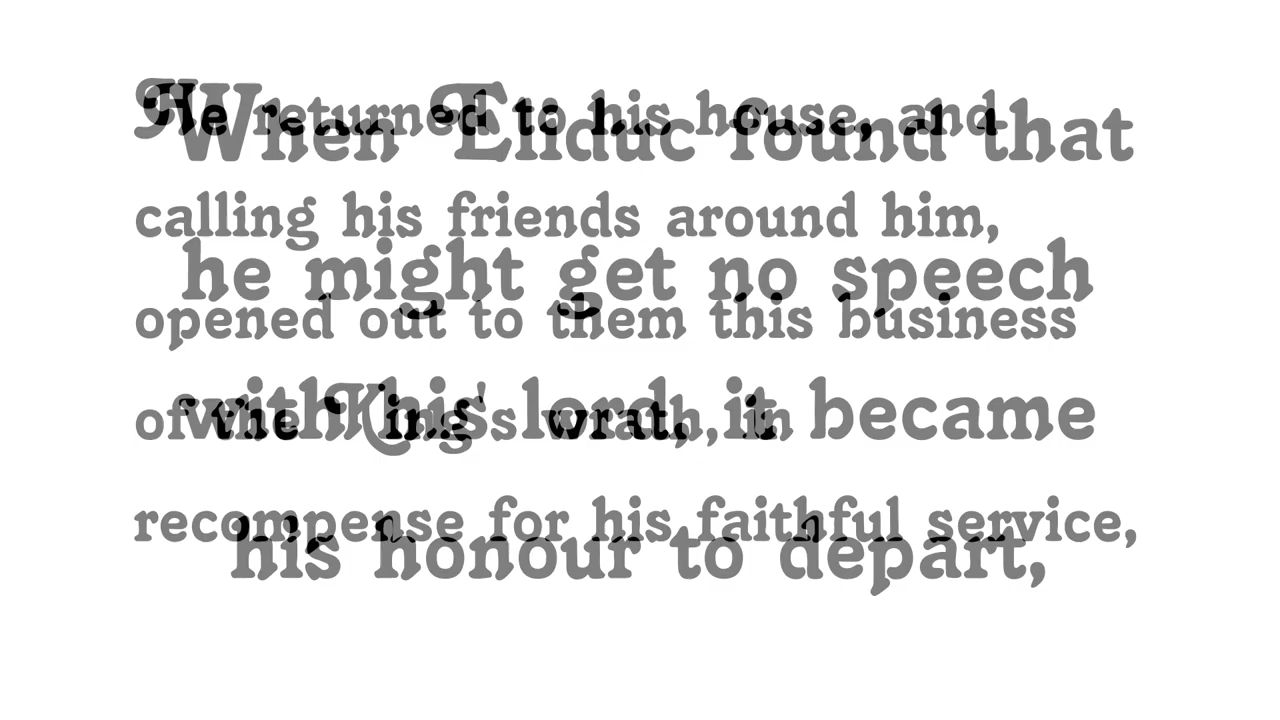 When Eliduc found that
he might get no speech
with his lord, it became
his honour to depart,
He returned to his house, and
calling his friends around him,
opened out to them this business
of the King's wrath, in
recompense for his faithful service,